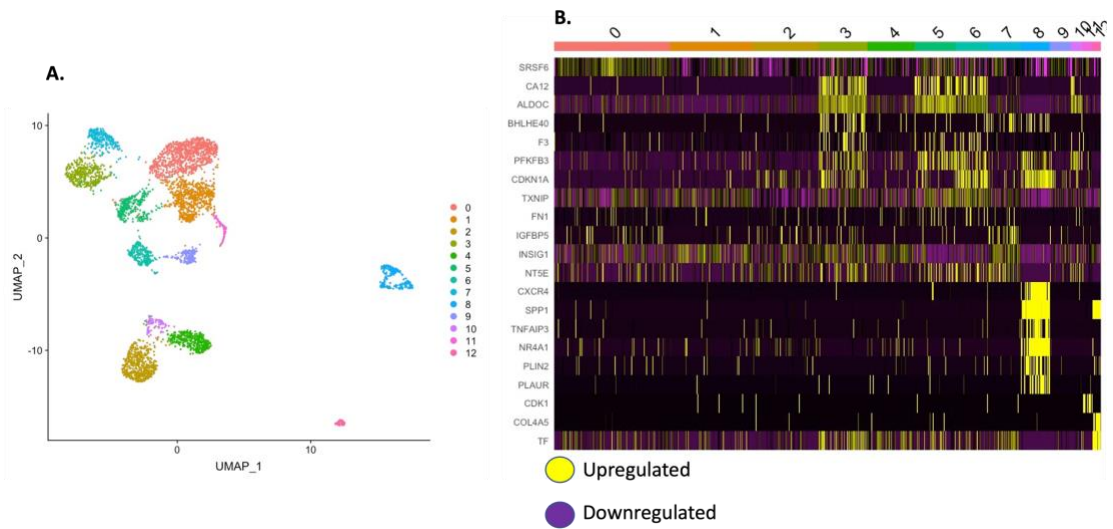 A.
10
0
-10
UMAP_2
0
10
UMAP_1
0
1
2
3
4
5
6
7
8
9
10
11
12
B.
0 1 2 3 4 5 6 7 8 9 10 11 12
SRSF6
CA12
ALDOC
BHLHE40
F3
PFKFB3
CDKN1A
TXNIP
FN1
IGFBP5
INSIG1
NT5E
CXCR4
SPP1
TNFAIP3
NR4A1
PLIN2
PLAUR
CDK1
COL4A5
TF
Upregulated
Downregulated